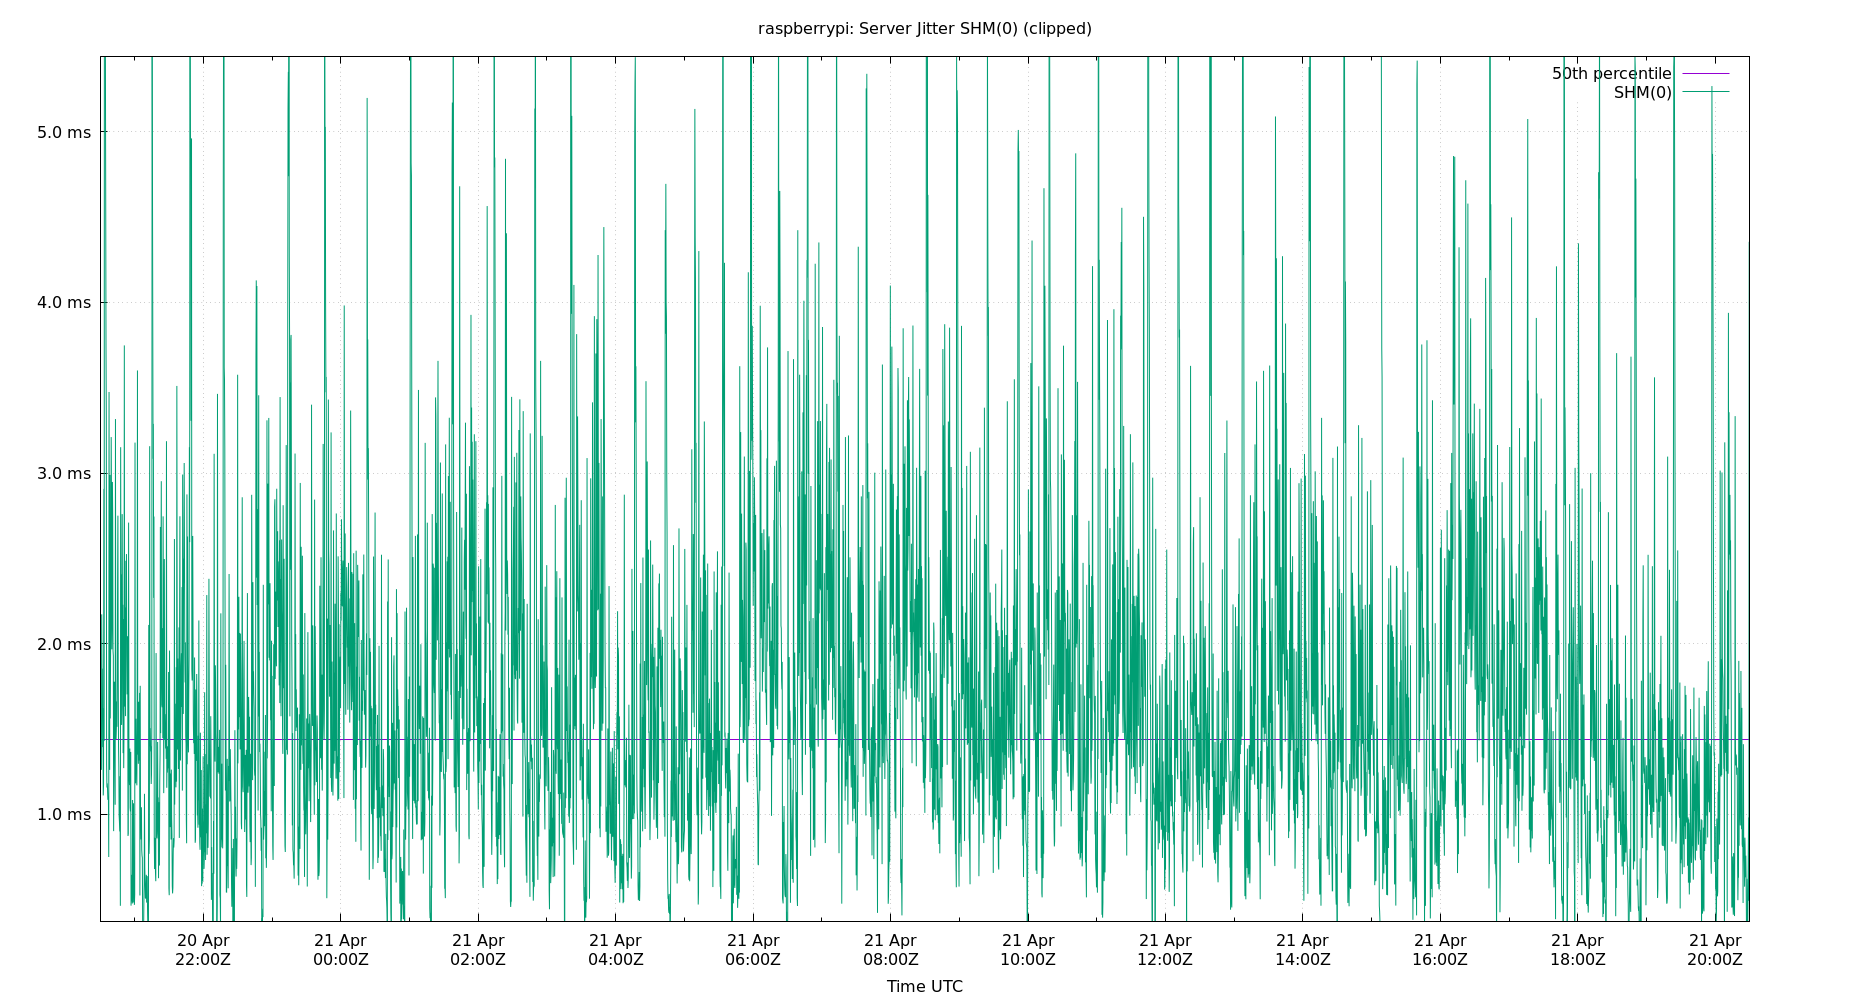 raspberrypi: Server Jitter SHM(0) (clipped)
50th percentile
SHM(0)
5.0 ms
4.0 ms
3.0 ms
2.0 ms
1.0 ms
20 Apr 21 Apr 21 Apr 21 Apr 21 Apr 21 Apr 21 Apr 21 Apr 21 Apr 21 Apr 21 Apr 21 Apr
22:00Z 00:00Z 02:00Z 04:00Z 06:00Z 08:00Z 10:00Z 12:00Z 14:00Z 16:00Z 18:00Z 20:00Z
Time UTC